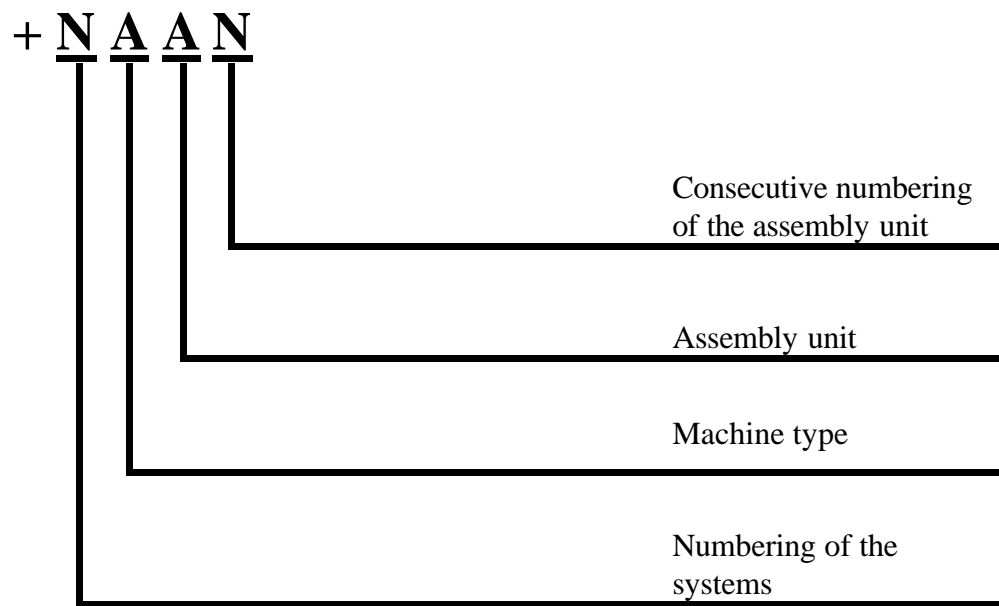 + N A A N
Consecutive numbering
of the assembly unit
Assembly unit
Machine type
Numbering of the
systems